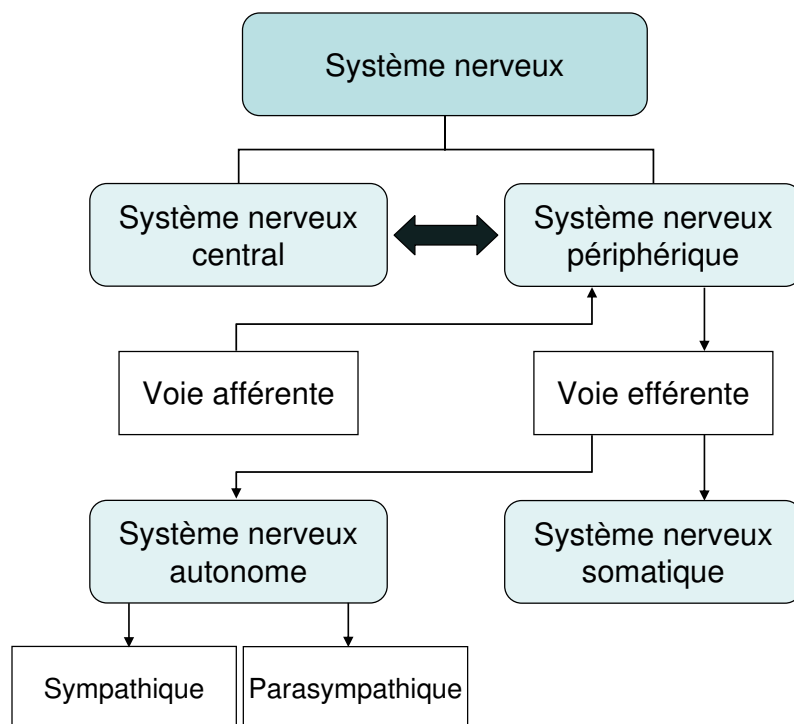 Système nerveux
Système nerveux
central
Système nerveux
périphérique
Voie afférente
Voie efférente
Système nerveux
autonome
Système nerveux
somatique
Sympathique
Parasympathique